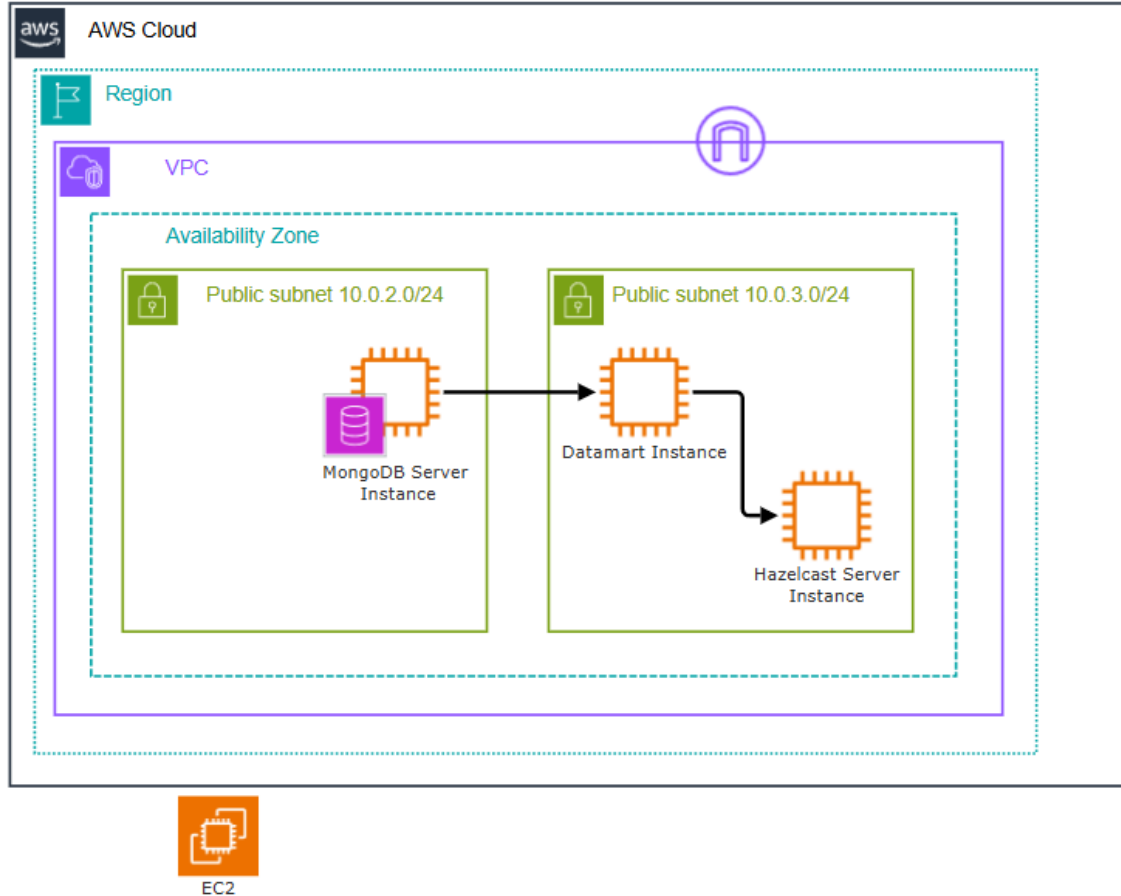 aws
AWS Cloud
Region
VPC
Availability Zone
Public subnet 10.0.2.0/24
Public subnet 10.0.3.0/24
MongoDB Server
Instance
Datamart Instance
Hazelcast Server
Instance
EC2